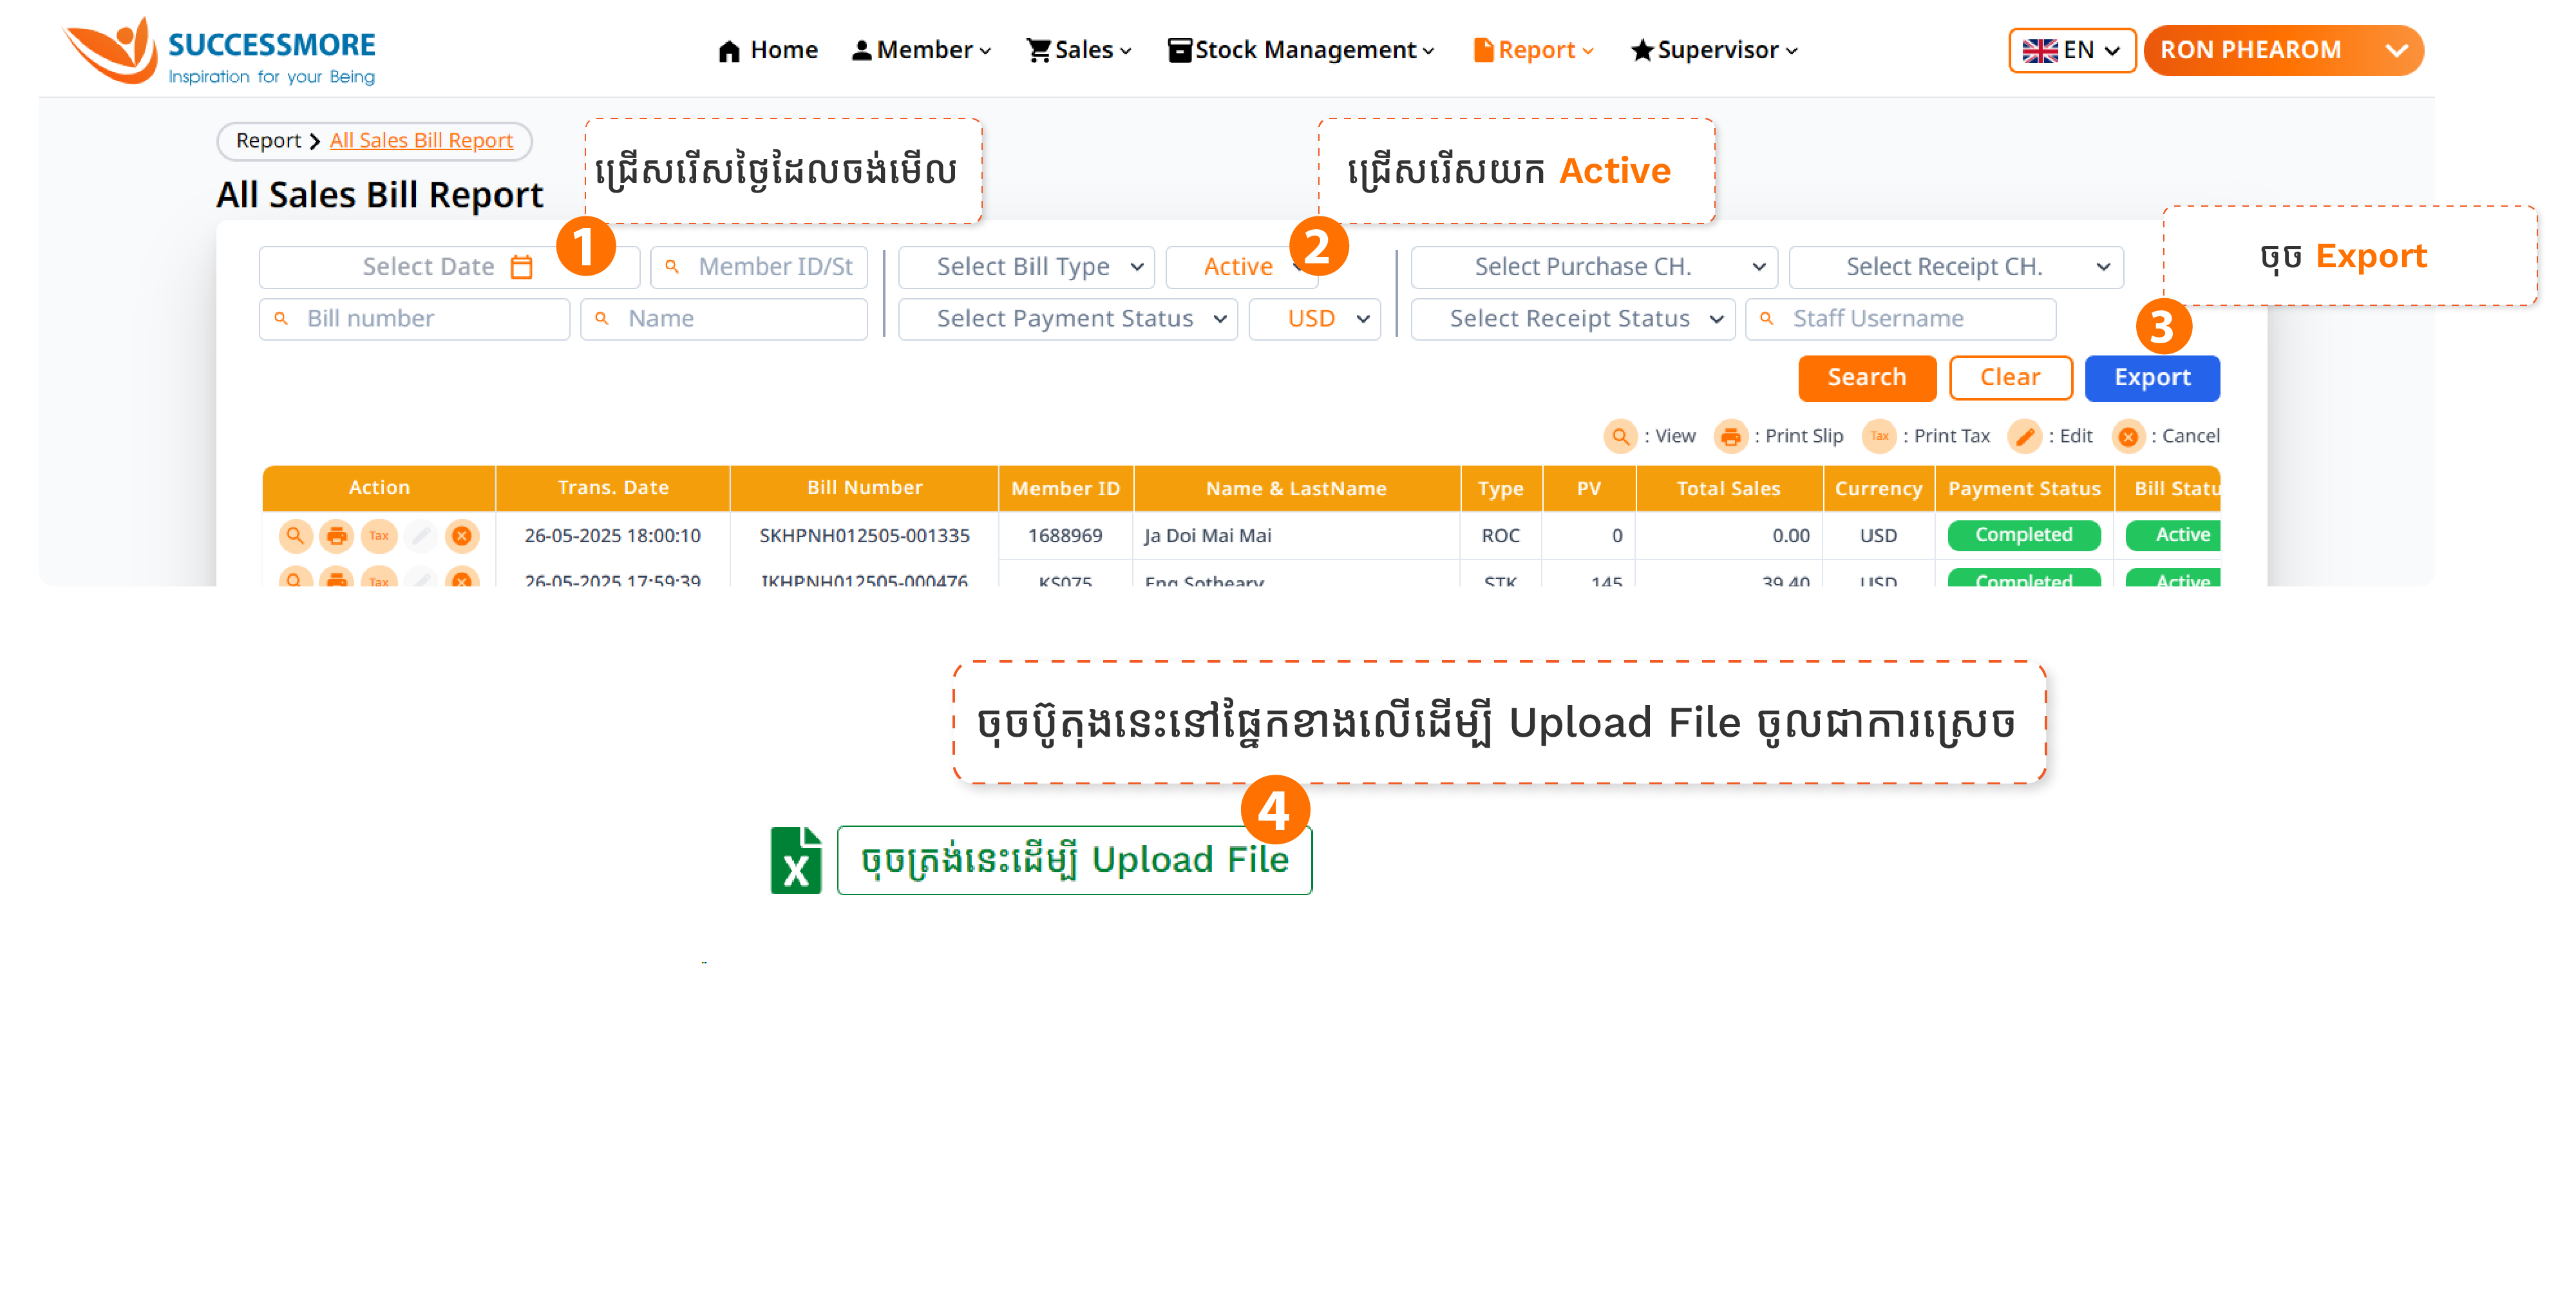 SUCCESSMORE
Inspiration for your Being
Home Member Sales Stock Management Report Supervisor
EN RON PHEAROM
Report All Sales Bill Report
All Sales Bill Report
ជ្រើសរើសថ្ងៃដែលចង់មើល
ជ្រើសរើសយក Active
ចុច Export
1 2 3
Select Date Member ID/St Select Bill Type Active Select Purchase CH. Select Receipt CH.
Bill number Name Select Payment Status USD Select Receipt Status Staff Username
Search Clear Export
: View : Print Slip Tax : Print Tax : Edit : Cancel
Action Trans. Date Bill Number Member ID Name & LastName Type PV Total Sales Currency Payment Status Bill Statu
Tax 26-05-2025 18:00:10 SKHPNH012505-001335 1688969 Ja Doi Mai Mai ROC 0 0.00 USD Completed Active
Tax 26-05-2025 17:59:39 IKHPNH012505-000476 KS075 Eng Sotheary STK 145 39.40 USD Completed Active
ចុចប៊ូតុងនេះនៅផ្នែកខាងលើដើម្បី Upload File ចូលជាការស្រេច
4
X ចុចត្រង់នេះដើម្បី Upload File